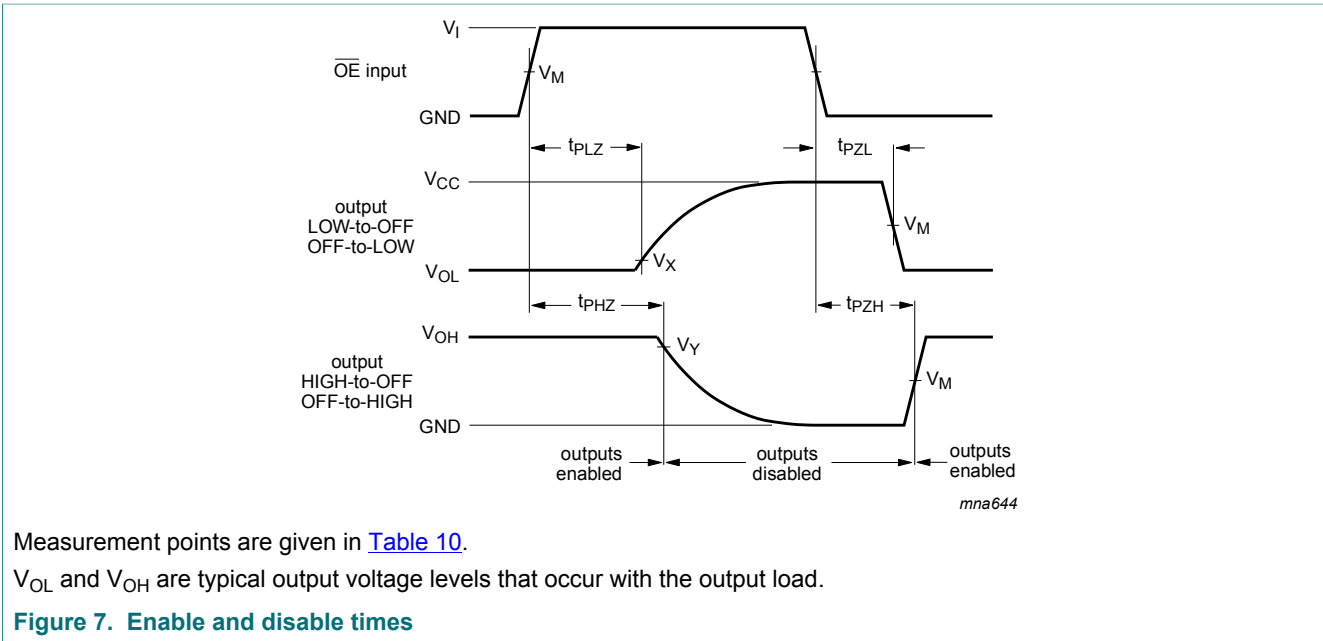 V_I
OE input
V_M
GND
t_PLZ
t_PZL
V_CC
output
LOW-to-OFF
OFF-to-LOW
V_M
V_X
V_OL
t_PHZ
t_PZH
V_OH
V_Y
output
HIGH-to-OFF
OFF-to-HIGH
V_M
GND
outputs
enabled
outputs
disabled
outputs
enabled
mna644
Measurement points are given in Table 10.
V_OL and V_OH are typical output voltage levels that occur with the output load.
Figure 7. Enable and disable times